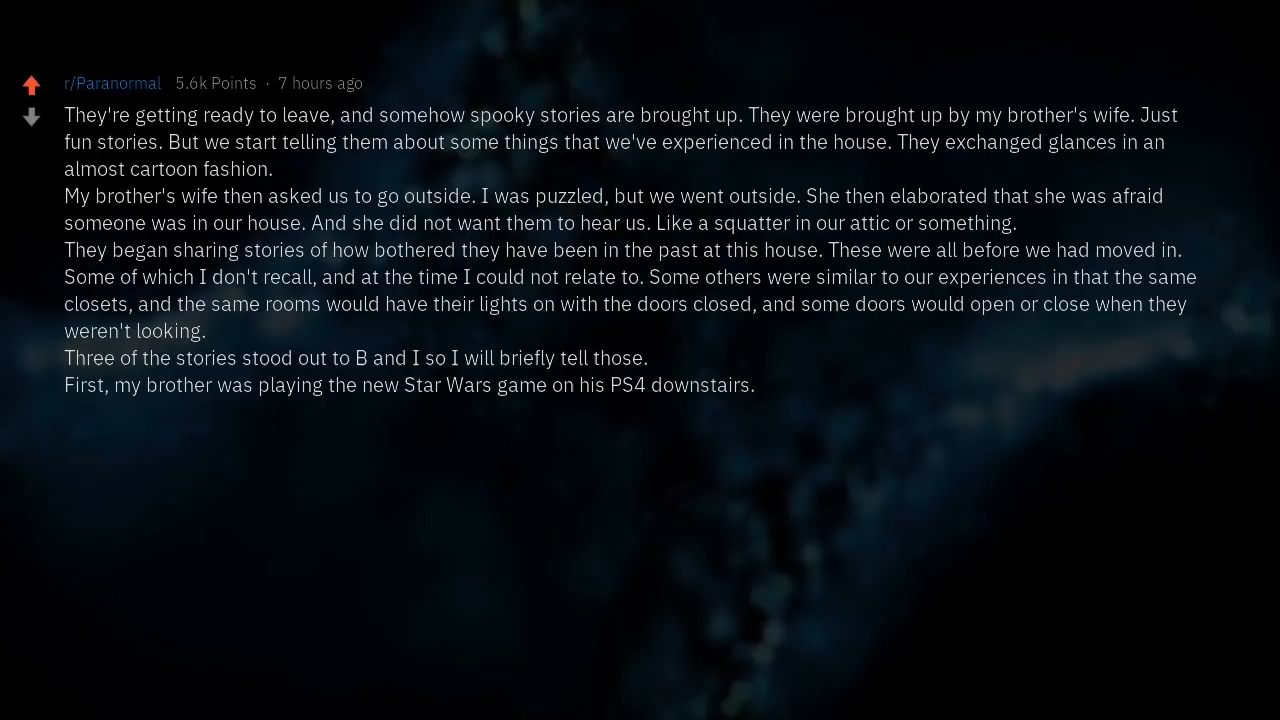 r/Paranormal 5.6k Points · 7 hours ago
They're getting ready to leave, and somehow spooky stories are brought up. They were brought up by my brother's wife. Just
fun stories. But we start telling them about some things that we've experienced in the house. They exchanged glances in an
almost cartoon fashion.
My brother's wife then asked us to go outside. I was puzzled, but we went outside. She then elaborated that she was afraid
someone was in our house. And she did not want them to hear us. Like a squatter in our attic or something.
They began sharing stories of how bothered they have been in the past at this house. These were all before we had moved in.
Some of which I don't recall, and at the time I could not relate to. Some others were similar to our experiences in that the same
closets, and the same rooms would have their lights on with the doors closed, and some doors would open or close when they
weren't looking.
Three of the stories stood out to B and I so I will briefly tell those.
First, my brother was playing the new Star Wars game on his PS4 downstairs.